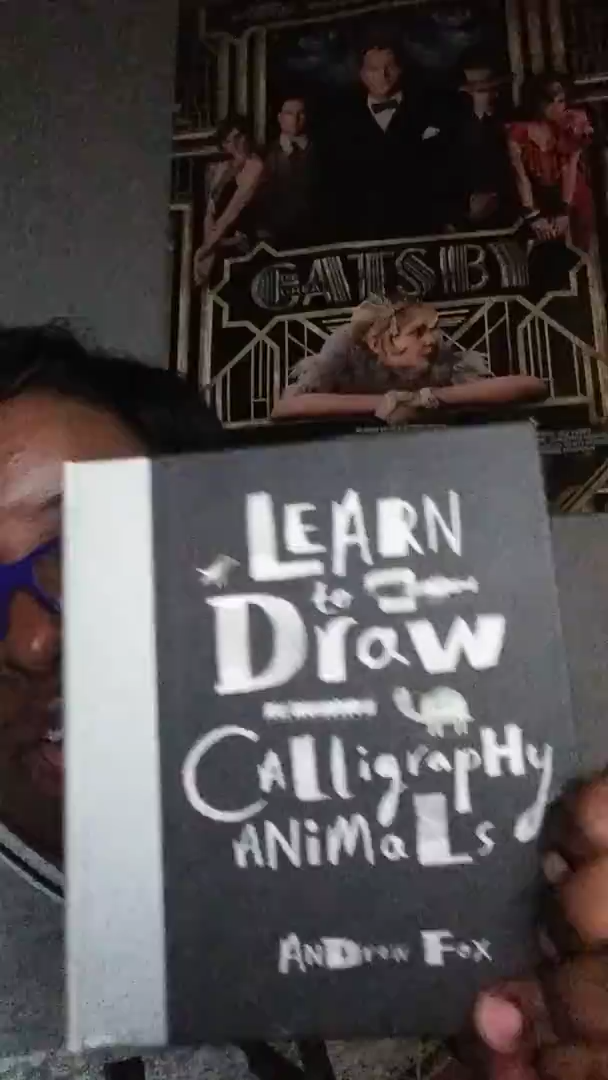 GATSBY
LEARN
to
Draw
CALLigrapHy
ANiMaLs
ANDrew Fox